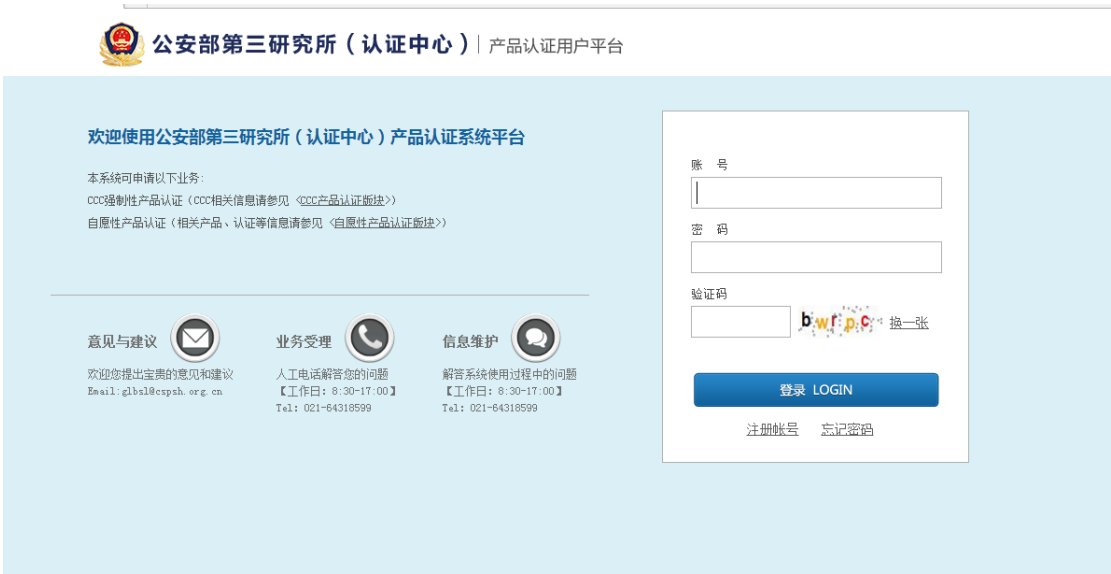 公安部第三研究所（认证中心）| 产品认证用户平台
欢迎使用公安部第三研究所（认证中心）产品认证系统平台
本系统可申请以下业务:
CCC强制性产品认证（CCC相关信息请参见〈CCC产品认证版块〉）
自愿性产品认证（相关产品、认证等信息请参见〈自愿性产品认证版块〉）
意见与建议
欢迎您提出宝贵的意见和建议
Email:glbsl@cspsh.org.cn
业务受理
人工电话解答您的问题
【工作日: 8:30-17:00】
Tel: 021-64318599
信息维护
解答系统使用过程中的问题
【工作日: 8:30-17:00】
Tel: 021-64318599
账 号
密 码
验证码
bwrpc 换一张
登录 LOGIN
注册帐号 忘记密码